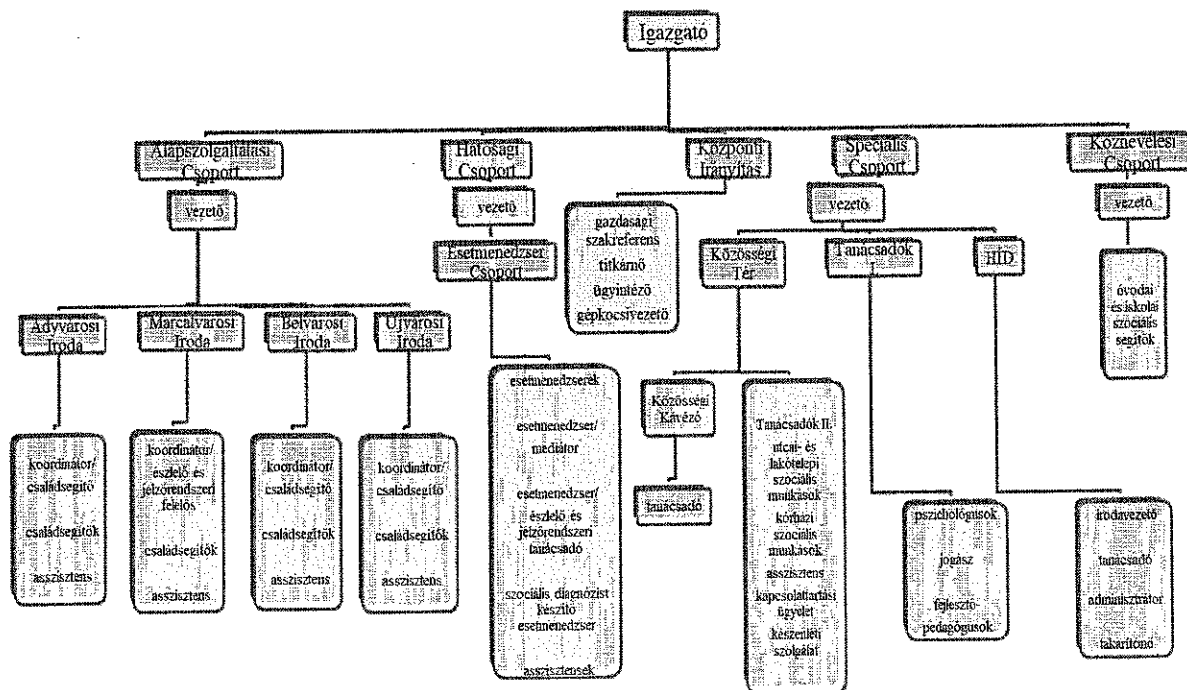 Igazgató
Alapszolgáltatási
Csoport
Hatósági
Csoport
Központi
Irányítás
Speciális
Csoport
Köznevelési
Csoport
vezető
vezető
vezető
vezető
gazdasági
szakreferens
titkárnő
ügyintéző
gépkocsivezető
Esetmenedzser
Csoport
Közösségi
Tér
Tanácsadók
I.
HÍD
óvodai
és iskolai
szociális
segítők
Adyvárosi
Iroda
Marcalvárosi
Iroda
Belvárosi
Iroda
Újvárosi
Iroda
koordinátor/
családsegítő
családsegítők
asszisztens
koordinátor/
észlelő és
jelzőrendszeri
felelős
családsegítők
asszisztens
koordinátor/
családsegítő
családsegítők
asszisztens
koordinátor/
családsegítő
családsegítők
asszisztens
esetmenedzserek
esetmenedzser/
mediátor
esetmenedzser/
észlelő és
jelzőrendszeri
tanácsadó
szociális diagnózist
készítő
esetmenedzser
asszisztensek
Közösségi
Kávézó
tanácsadó
Tanácsadók II.
utcai- és
lakótelepi
szociális
munkások
kórházi
szociális
munkások
asszisztens
kapcsolattartási
ügyelet
készenléti
szolgálat
pszichológusok
jogász
fejlesztő-
pedagógusok
irodavezető
tanácsadó
adminisztrátor
takarítónő